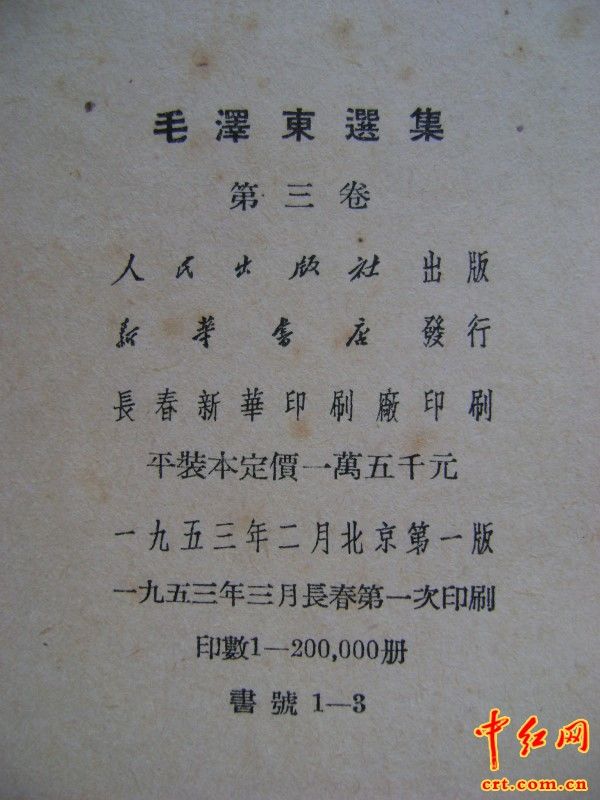 毛澤東選集
第三卷
人民出版社出版
新華書店發行
長春新華印刷廠印刷
平裝本定價一萬五千元
一九五三年二月北京第一版
一九五三年三月長春第一次印刷
印數1—200,000册
書號1—3
中红网
crt.com.cn